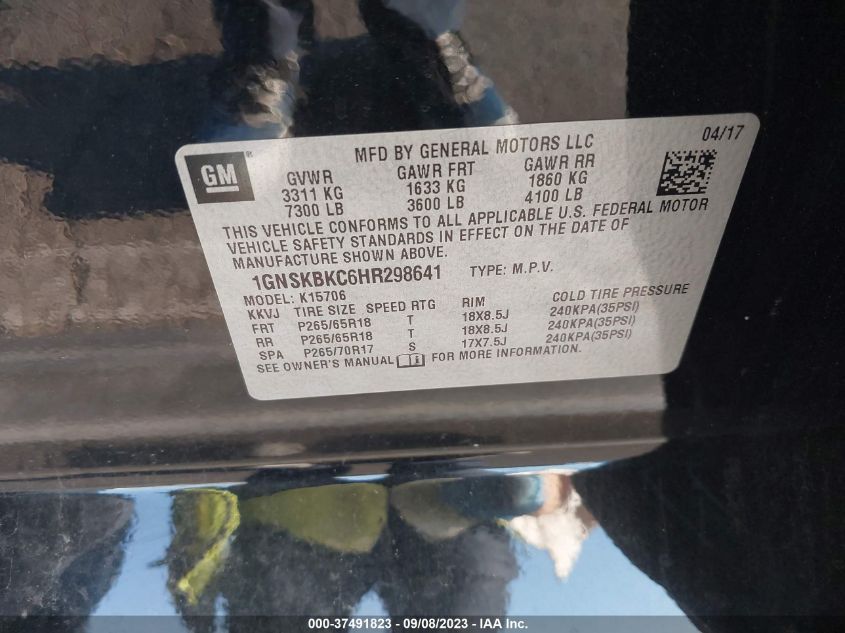 GM
MFD BY GENERAL MOTORS LLC
04/17
GVWR GAWR FRT GAWR RR
3311 KG 1633 KG 1860 KG
7300 LB 3600 LB 4100 LB
THIS VEHICLE CONFORMS TO ALL APPLICABLE U.S. FEDERAL MOTOR
VEHICLE SAFETY STANDARDS IN EFFECT ON THE DATE OF
MANUFACTURE SHOWN ABOVE.
1GNSKBKC6HR298641 TYPE: M.P.V.
MODEL: K15706
KKVJ TIRE SIZE SPEED RTG RIM COLD TIRE PRESSURE
FRT P265/65R18 T 18X8.5J 240KPA(35PSI)
RR P265/65R18 T 18X8.5J 240KPA(35PSI)
SPA P265/70R17 S 17X7.5J 240KPA(35PSI)
SEE OWNER'S MANUAL FOR MORE INFORMATION.
000-37491823 - 09/08/2023 - IAA Inc.